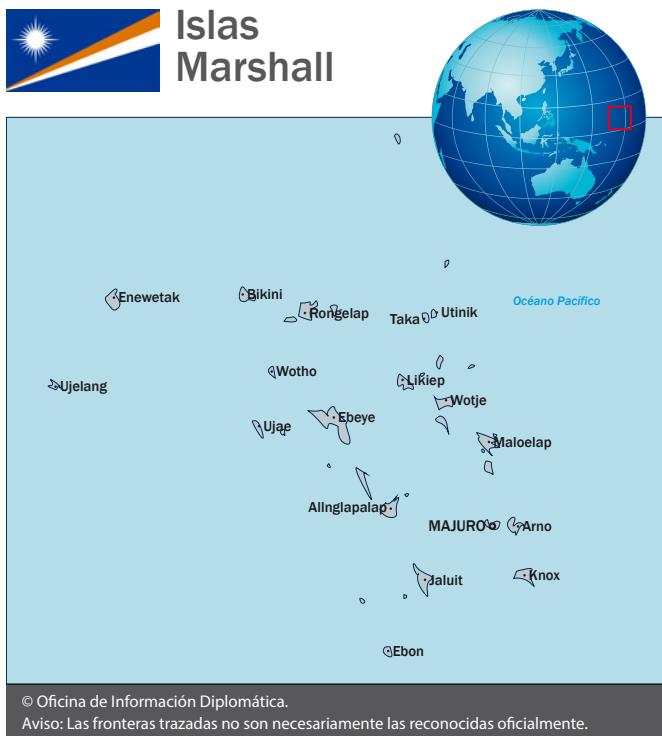 Islas
Marshall
Océano Pacífico
Enewetak
Bikini
Rongelap
Taka
Utinik
Ujelang
Wotho
Likiep
Wotje
Ebeye
Ujae
Maloelap
Allnglapalap
MAJURO
Arno
Jaluit
Knox
Ebon
© Oficina de Información Diplomática.
Aviso: Las fronteras trazadas no son necesariamente las reconocidas oficialmente.